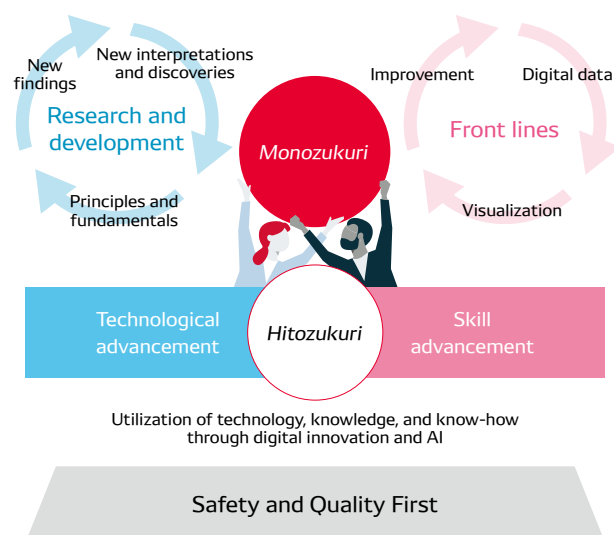 New
findings
New interpretations
and discoveries
Research and
development
Principles and
fundamentals
Monozukuri
Improvement
Digital data
Front lines
Visualization
Technological
advancement
Hitozukuri
Skill
advancement
Utilization of technology, knowledge, and know-how
through digital innovation and AI
Safety and Quality First